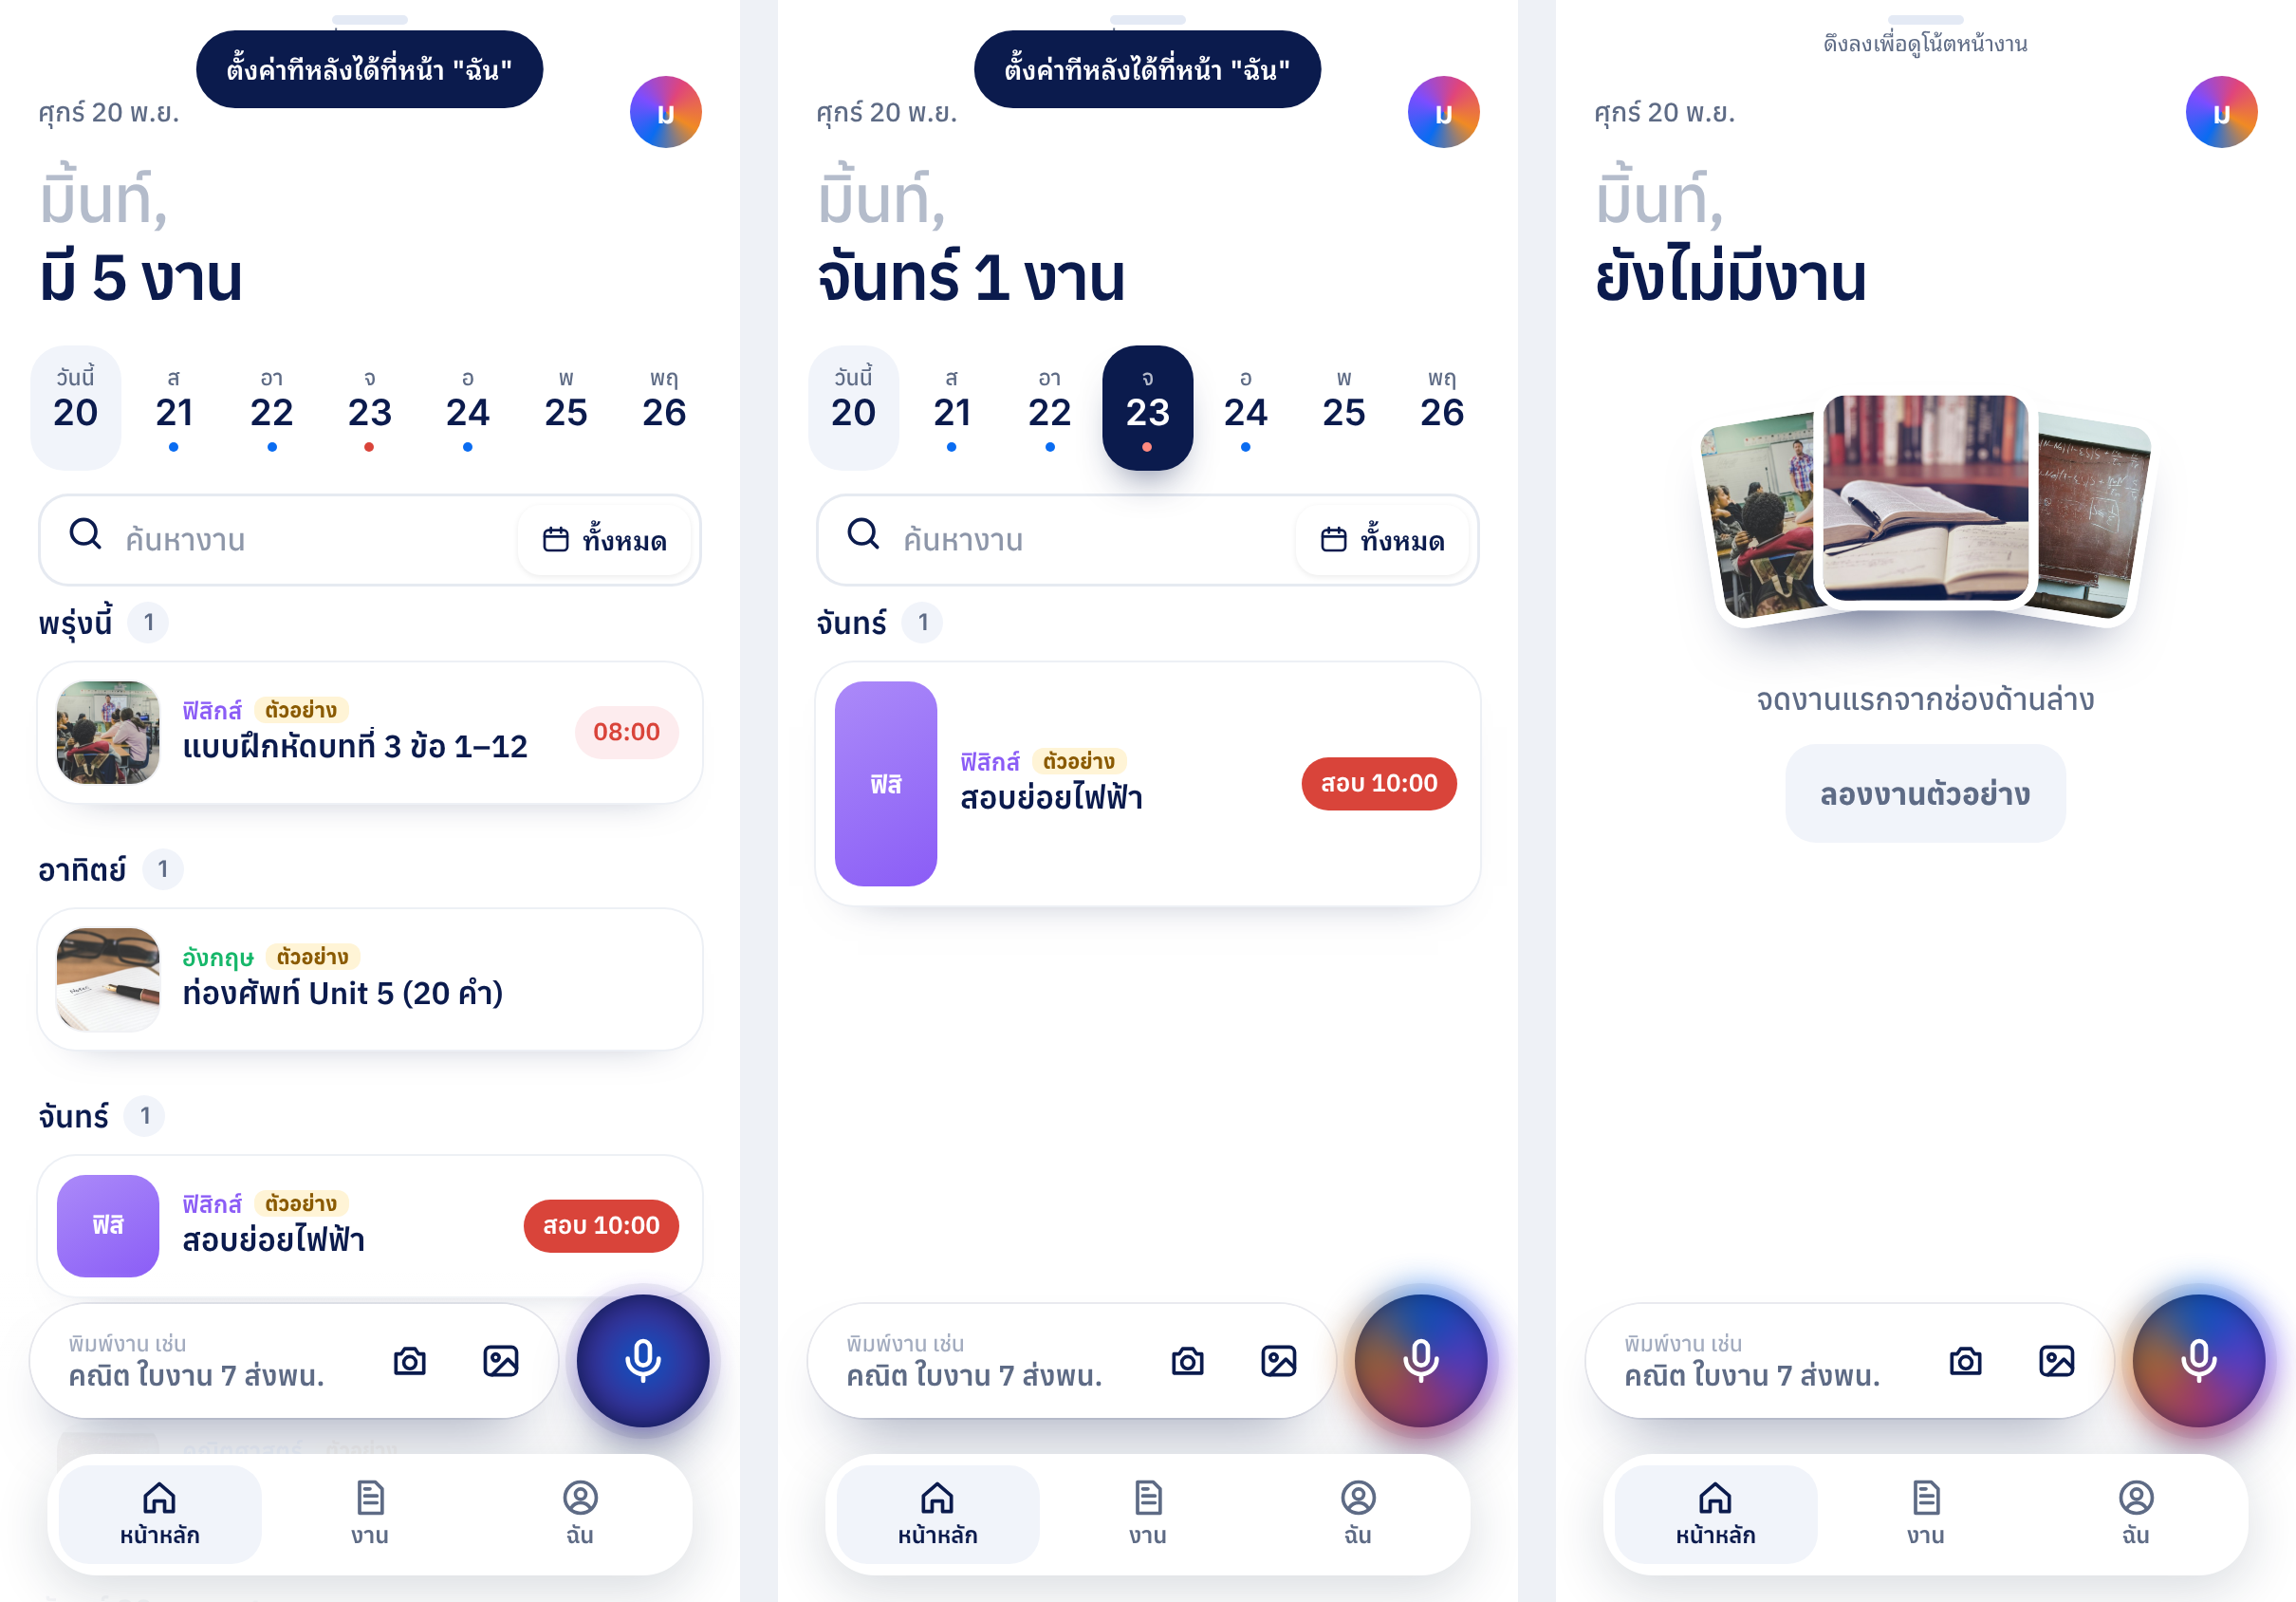 ตั้งค่าทีหลังได้ที่หน้า "ฉัน"
ศุกร์ 20 พ.ย.
ม
มิ้นท์,
มี 5 งาน
วันนี้ ส อา จ อ พ พฤ
20 21 22 23 24 25 26
ค้นหางาน
ทั้งหมด
พรุ่งนี้ 1
ฟิสิกส์ ตัวอย่าง
แบบฝึกหัดบทที่ 3 ข้อ 1–12
08:00
อาทิตย์ 1
อังกฤษ ตัวอย่าง
ท่องศัพท์ Unit 5 (20 คำ)
จันทร์ 1
ฟิสิ
ฟิสิกส์ ตัวอย่าง
สอบย่อยไฟฟ้า
สอบ 10:00
พิมพ์งาน เช่น
คณิต ใบงาน 7 ส่งพน.
คณิตศาสตร์ ตัวอย่าง
หน้าหลัก งาน ฉัน
ตั้งค่าทีหลังได้ที่หน้า "ฉัน"
ศุกร์ 20 พ.ย.
ม
มิ้นท์,
จันทร์ 1 งาน
วันนี้ ส อา จ อ พ พฤ
20 21 22 23 24 25 26
ค้นหางาน
ทั้งหมด
จันทร์ 1
ฟิสิ
ฟิสิกส์ ตัวอย่าง
สอบย่อยไฟฟ้า
สอบ 10:00
พิมพ์งาน เช่น
คณิต ใบงาน 7 ส่งพน.
หน้าหลัก งาน ฉัน
ดึงลงเพื่อดูโน้ตหน้างาน
ศุกร์ 20 พ.ย.
ม
มิ้นท์,
ยังไม่มีงาน
จดงานแรกจากช่องด้านล่าง
ลองงานตัวอย่าง
พิมพ์งาน เช่น
คณิต ใบงาน 7 ส่งพน.
หน้าหลัก งาน ฉัน